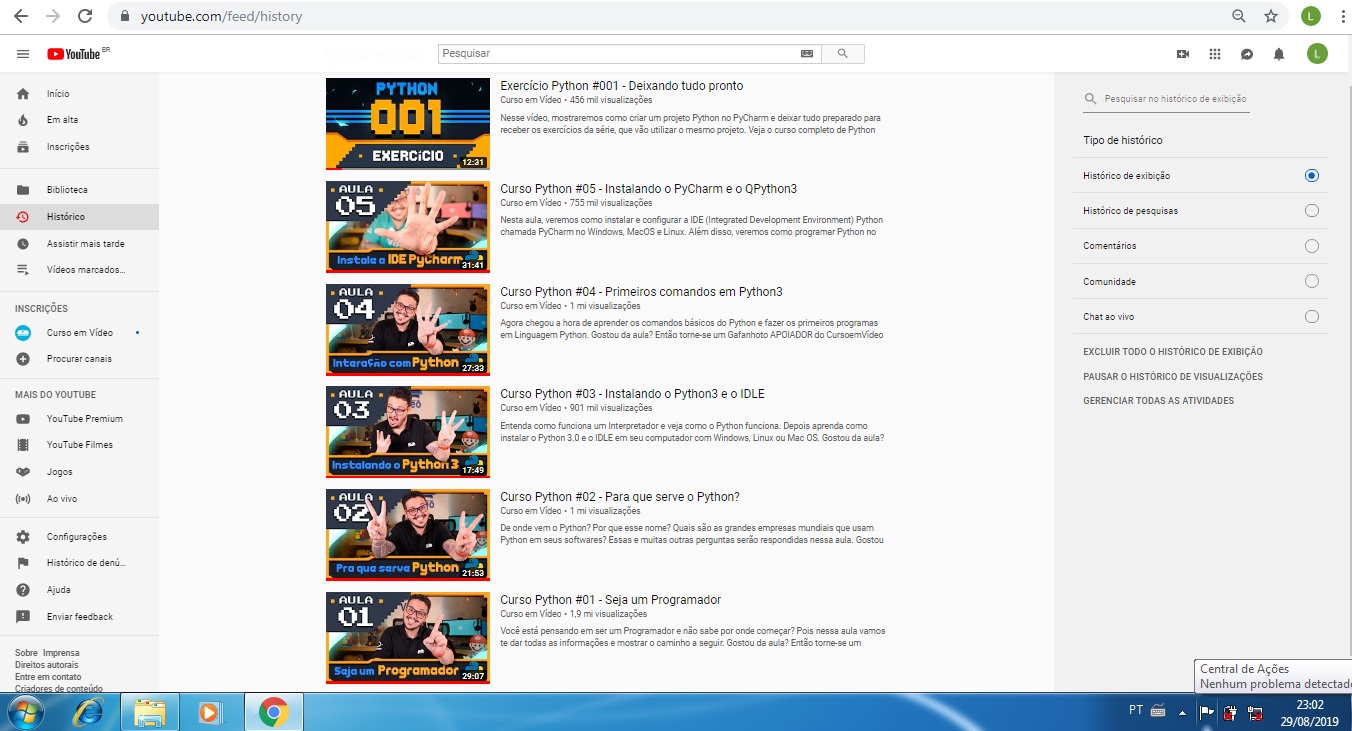 youtube.com/feed/history
L
YouTube BR
Pesquisar
L
Início
Em alta
Inscrições
Biblioteca
Histórico
Assistir mais tarde
Vídeos marcados...
INSCRIÇÕES
Curso em Vídeo
Procurar canais
MAIS DO YOUTUBE
YouTube Premium
YouTube Filmes
Jogos
Ao vivo
Configurações
Histórico de denú...
Ajuda
Enviar feedback
Sobre Imprensa
Direitos autorais
Entre em contato
Criadores de conteúdo
PYTHON
001
EXERCÍCIO
12:31
Exercício Python #001 - Deixando tudo pronto
Curso em Vídeo • 456 mil visualizações
Nesse vídeo, mostraremos como criar um projeto Python no PyCharm e deixar tudo preparado para
receber os exercícios da série, que vão utilizar o mesmo projeto. Veja o curso completo de Python
AULA
05
Instale a IDE PyCharm
31:41
Curso Python #05 - Instalando o PyCharm e o QPython3
Curso em Vídeo • 755 mil visualizações
Nesta aula, veremos como instalar e configurar a IDE (Integrated Development Environment) Python
chamada PyCharm no Windows, MacOS e Linux. Além disso, veremos como programar Python no
AULA
04
Interação com Python
27:33
Curso Python #04 - Primeiros comandos em Python3
Curso em Vídeo • 1 mi visualizações
Agora chegou a hora de aprender os comandos básicos do Python e fazer os primeiros programas
em Linguagem Python. Gostou da aula? Então torne-se um Gafanhoto APOIADOR do CursoemVídeo
AULA
03
Instalando o Python 3
17:49
Curso Python #03 - Instalando o Python3 e o IDLE
Curso em Vídeo • 901 mil visualizações
Entenda como funciona um Interpretador e veja como o Python funciona. Depois aprenda como
instalar o Python 3.0 e o IDLE em seu computador com Windows, Linux ou Mac OS. Gostou da aula?
AULA
02
Pra que serve Python
21:53
Curso Python #02 - Para que serve o Python?
Curso em Vídeo • 1 mi visualizações
De onde vem o Python? Por que esse nome? Quais são as grandes empresas mundiais que usam
Python em seus softwares? Essas e muitas outras perguntas serão respondidas nessa aula. Gostou
AULA
01
Seja um Programador
29:07
Curso Python #01 - Seja um Programador
Curso em Vídeo • 1,9 mi visualizações
Você está pensando em ser um Programador e não sabe por onde começar? Pois nessa aula vamos
te dar todas as informações e mostrar o caminho a seguir. Gostou da aula? Então torne-se um
Pesquisar no histórico de exibição
Tipo de histórico
Histórico de exibição
Histórico de pesquisas
Comentários
Comunidade
Chat ao vivo
EXCLUIR TODO O HISTÓRICO DE EXIBIÇÃO
PAUSAR O HISTÓRICO DE VISUALIZAÇÕES
GERENCIAR TODAS AS ATIVIDADES
Central de Ações
Nenhum problema detectado
PT
23:02
29/08/2019